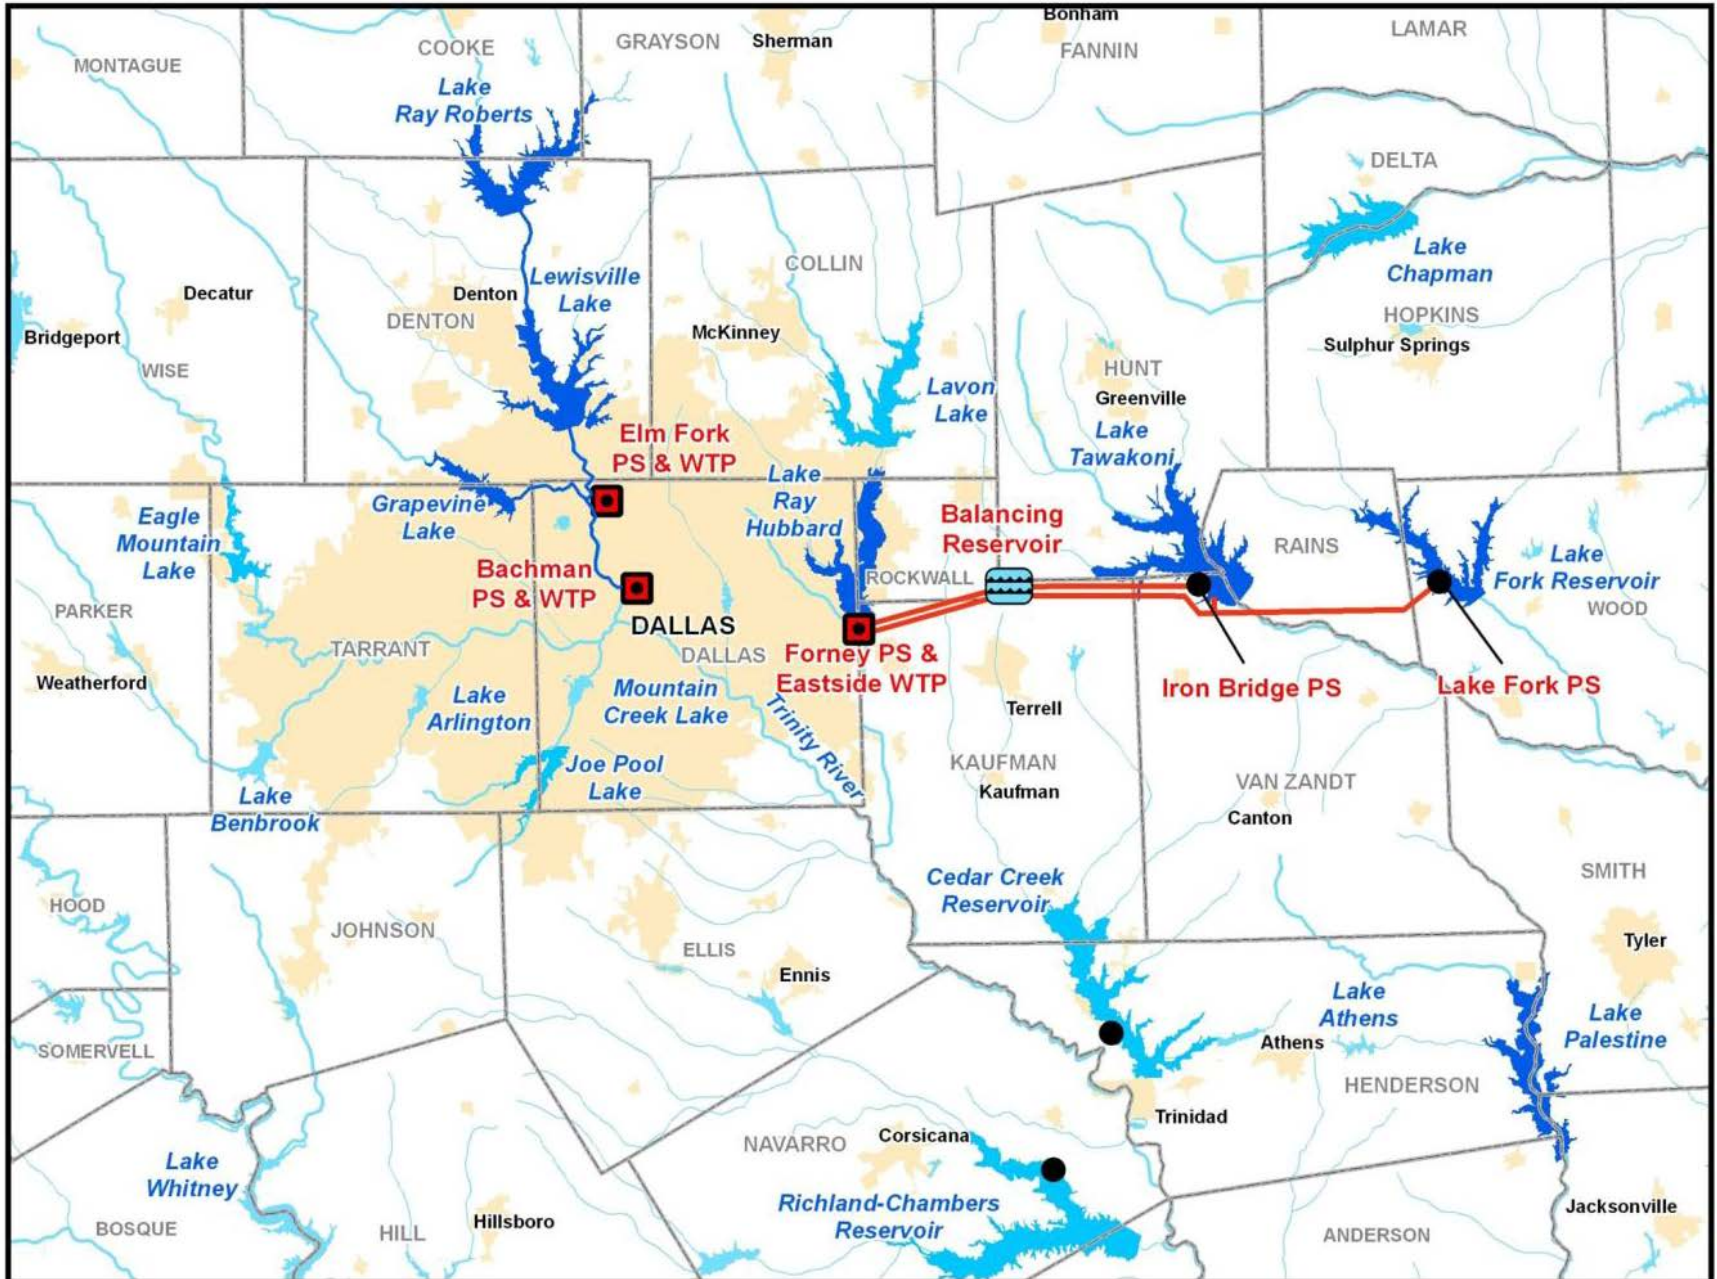 Bonham
LAMAR
COOKE
GRAYSON
Sherman
FANNIN
MONTAGUE
Lake
Ray Roberts
DELTA
COLLIN
Lake
Chapman
Lewisville
Lake
Decatur
Denton
DENTON
HOPKINS
Bridgeport
McKinney
Sulphur Springs
WISE
HUNT
Greenville
Lavon
Lake
Lake
Tawakoni
Elm Fork
PS & WTP
Lake
Ray
Hubbard
Grapevine
Lake
Eagle
Mountain
Lake
Balancing
Reservoir
RAINS
Lake
Fork Reservoir
Bachman
PS & WTP
ROCKWALL
WOOD
PARKER
DALLAS
TARRANT
DALLAS
Forney PS &
Eastside WTP
Weatherford
Iron Bridge PS
Lake Fork PS
Lake
Arlington
Mountain
Creek Lake
Trinity River
Terrell
Joe Pool
Lake
KAUFMAN
Kaufman
VAN ZANDT
Canton
Lake
Benbrook
SMITH
Cedar Creek
Reservoir
HOOD
JOHNSON
ELLIS
Ennis
Tyler
Lake
Athens
Lake
Palestine
Athens
SOMERVELL
HENDERSON
Trinidad
NAVARRO
Corsicana
Lake
Whitney
Richland-Chambers
Reservoir
Jacksonville
BOSQUE
HILL
Hillsboro
ANDERSON